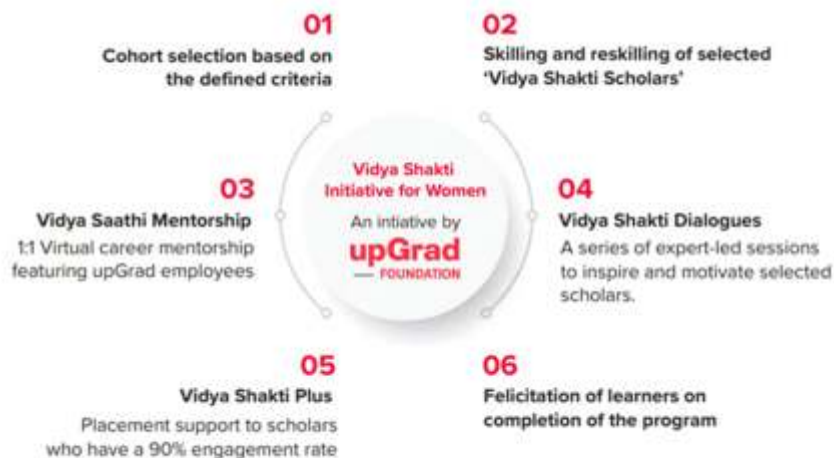 01
Cohort selection based on
the defined criteria
02
Skilling and reskilling of selected
'Vidya Shakti Scholars'
Vidya Shakti
Initiative for Women
An intiative by
upGrad
FOUNDATION
03
Vidya Saathi Mentorship
1:1 Virtual career mentorship
featuring upGrad employees
04
Vidya Shakti Dialogues
A series of expert-led sessions
to inspire and motivate selected
scholars.
05
Vidya Shakti Plus
Placement support to scholars
who have a 90% engagement rate
06
Felicitation of learners on
completion of the program